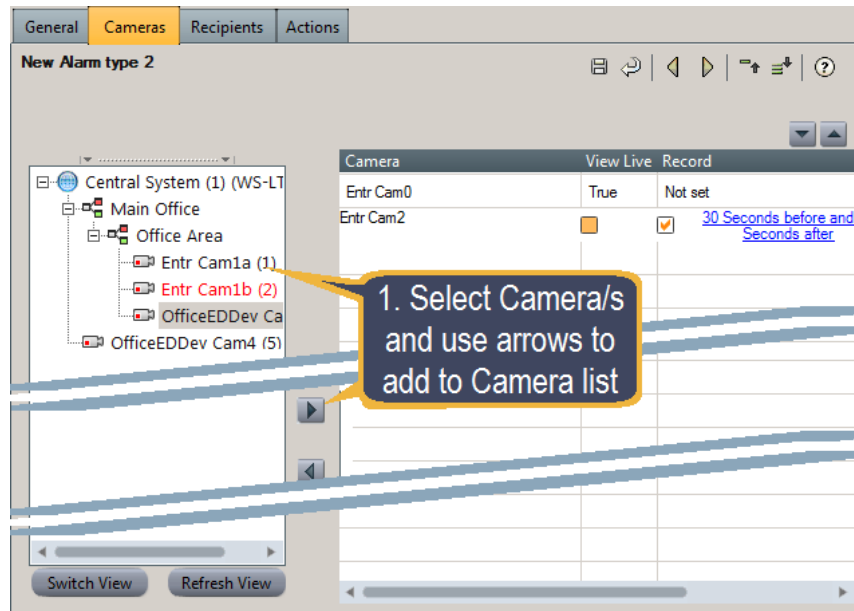 General Cameras Recipients Actions
New Alarm type 2
Camera View Live Record
Central System (1) (WS-LT
Main Office
Office Area
Entr Cam1a (1)
Entr Cam1b (2)
OfficeEDDev Ca
OfficeEDDev Cam4 (5)
Entr Cam0 True Not set
Entr Cam2 30 Seconds before and
Seconds after
1. Select Camera/s
and use arrows to
add to Camera list
Switch View Refresh View